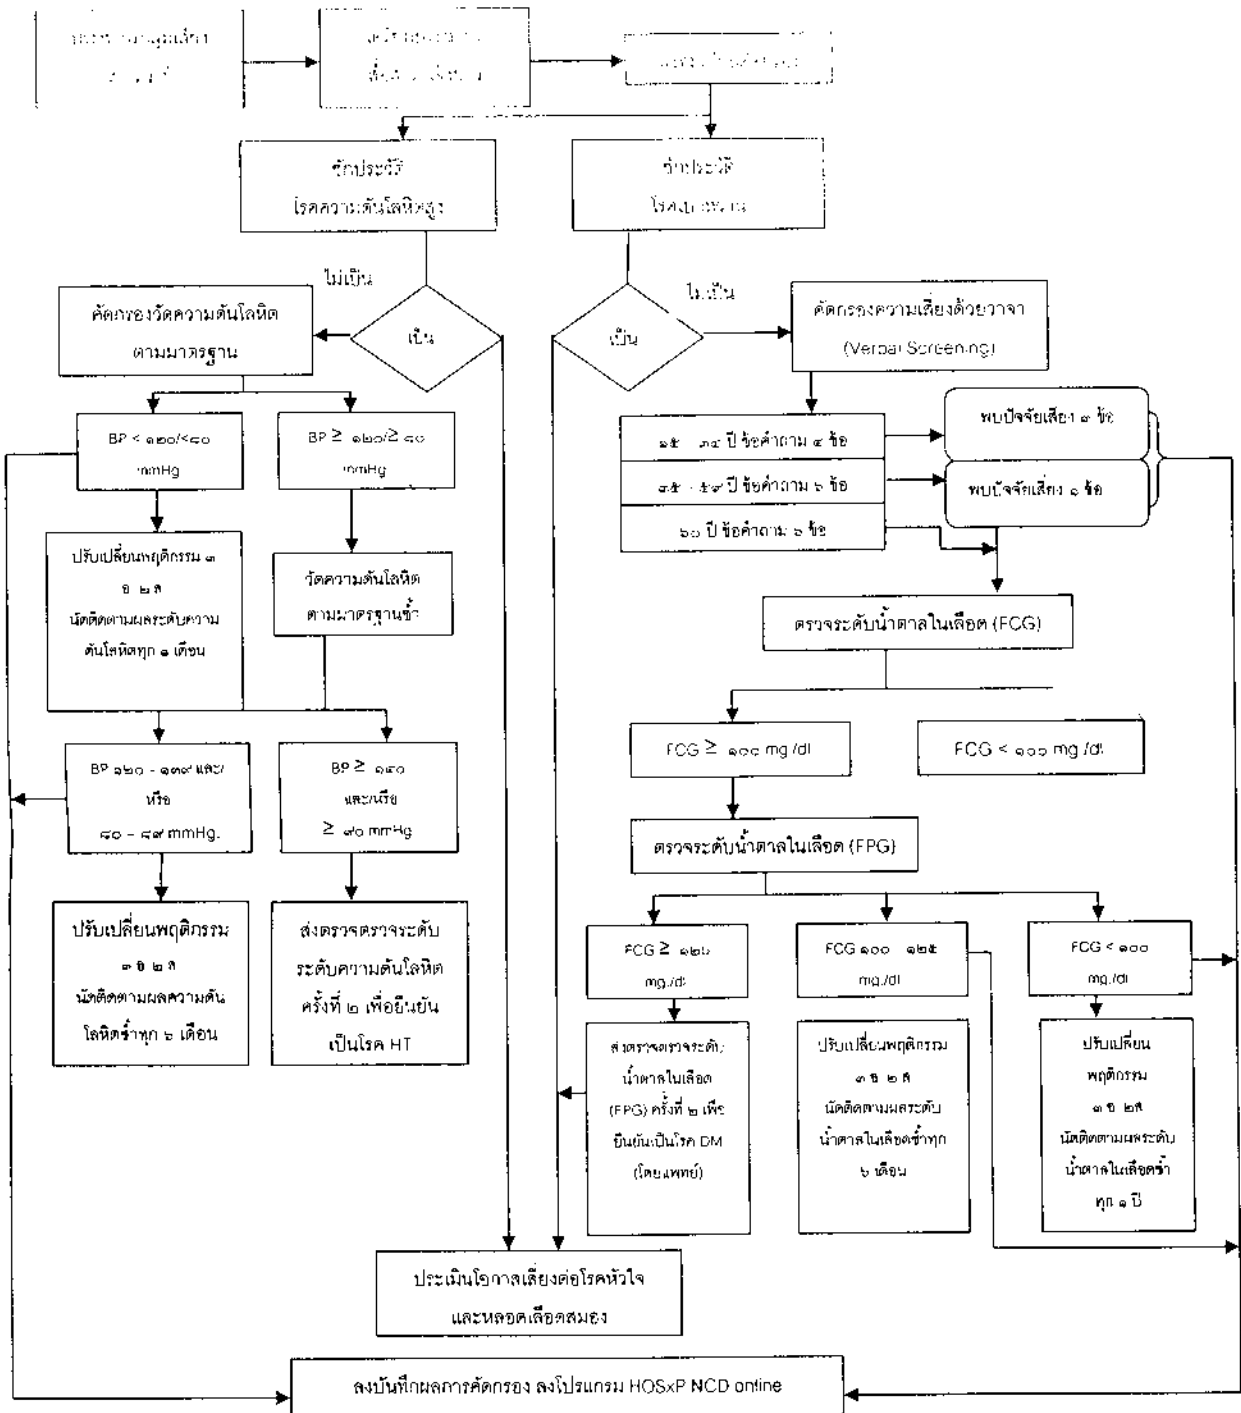 ซักประวัติ
โรคความดันโลหิตสูง
ซักประวัติ
โรคเบาหวาน
ไม่เป็น
เป็น
ไม่เป็น
เป็น
คัดกรองวัดความดันโลหิต
ตามมาตรฐาน
คัดกรองความเสี่ยงด้วยวาจา
(Verbal Screening)
BP < ๑๒๐/<๘๐
mmHg
BP ≥ ๑๒๐/≥ ๘๐
mmHg
๑๕ ๓๔ ปี ข้อคำถาม ๔ ข้อ
๓๕ - ๕๙ ปี ข้อคำถาม ๖ ข้อ
๖๐ ปี ข้อคำถาม ๖ ข้อ
พบปัจจัยเสี่ยง ๓ ข้อ
พบปัจจัยเสี่ยง ๑ ข้อ
ปรับเปลี่ยนพฤติกรรม ๓
อ ๒ ส
นัดติดตามผลระดับความ
ดันโลหิตทุก ๑ เดือน
วัดความดันโลหิต
ตามมาตรฐานซ้ำ
ตรวจระดับน้ำตาลในเลือด (FCG)
FCG ≥ ๑๐๐ mg/dl
FCG < ๑๐๐ mg/dl
BP ๑๒๐ - ๑๓๙ และ/
หรือ
๘๐ – ๘๙ mmHg.
BP ≥ ๑๔๐
และ/หรือ
≥ ๙๐ mmHg
ตรวจระดับน้ำตาลในเลือด (FPG)
ปรับเปลี่ยนพฤติกรรม
๓ อ ๒ ส
นัดติดตามผลความดัน
โลหิตซ้ำทุก ๖ เดือน
ส่งตรวจตรวจระดับ
ระดับความดันโลหิต
ครั้งที่ ๒ เพื่อยืนยัน
เป็นโรค HT
FCG ≥ ๑๒๖
mg./dl
FCG ๑๐๐ ๑๒๕
mg./dl
FCG < ๑๐๐
mg./dl
ส่งตรวจตรวจระดับ
น้ำตาลในเลือด
(FPG) ครั้งที่ ๒ เพื่อ
ยืนยันเป็นโรค DM
(โดยแพทย์)
ปรับเปลี่ยนพฤติกรรม
๓ อ ๒ ส
นัดติดตามผลระดับ
น้ำตาลในเลือดซ้ำทุก
๖ เดือน
ปรับเปลี่ยน
พฤติกรรม
๓ อ ๒ส
นัดติดตามผลระดับ
น้ำตาลในเลือดซ้ำ
ทุก ๑ ปี
ประเมินโอกาสเสี่ยงต่อโรคหัวใจ
และหลอดเลือดสมอง
ลงบันทึกผลการคัดกรอง ลงโปรแกรม HOSxP NCD online